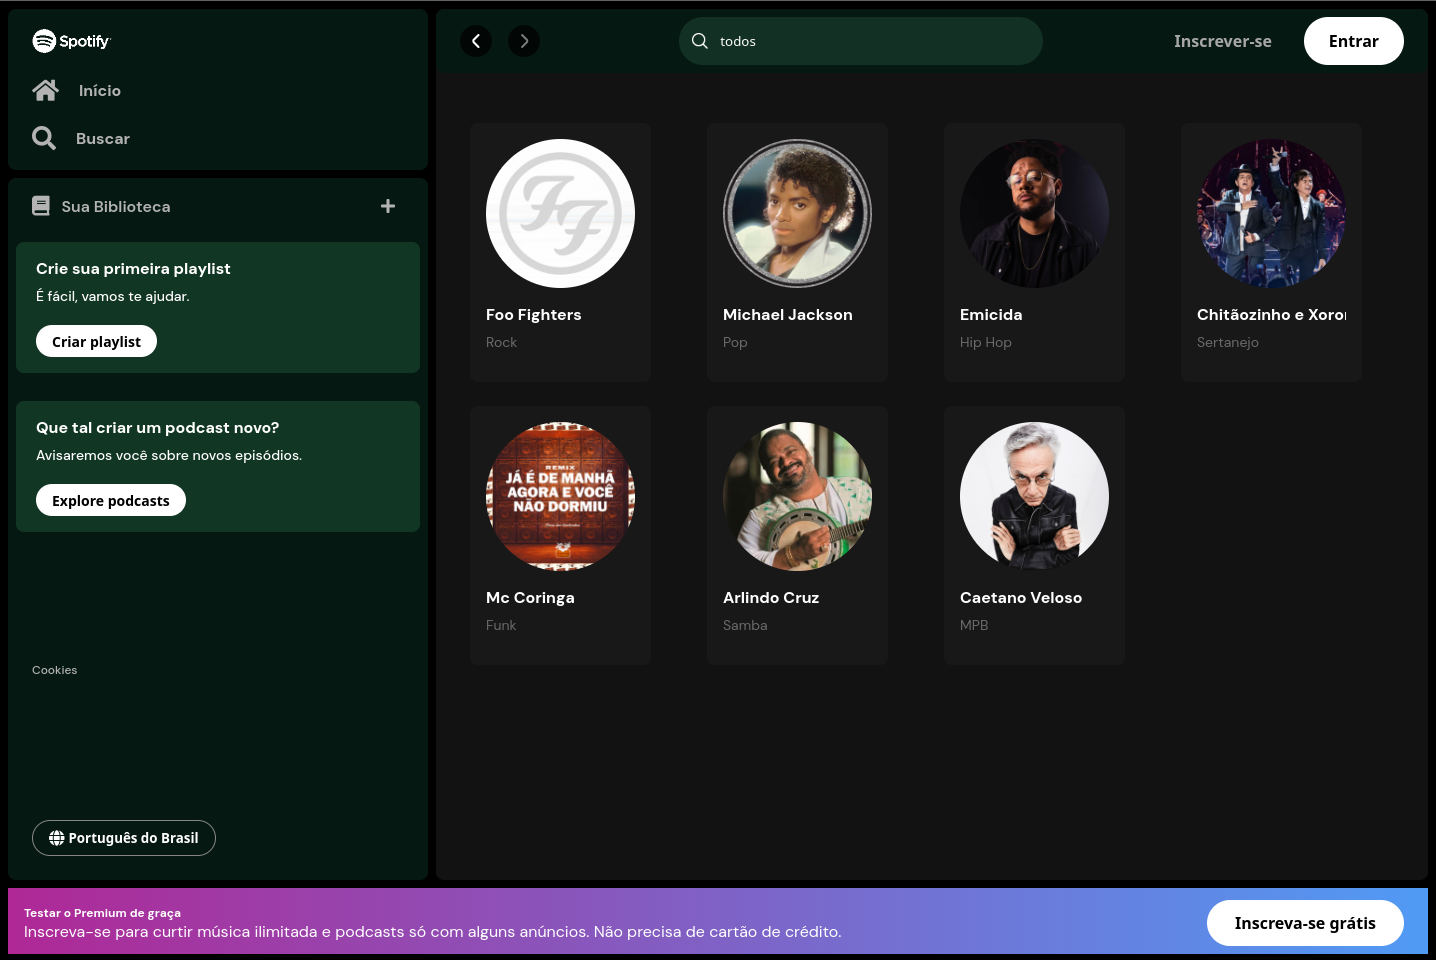 Spotify
Início
Buscar
Sua Biblioteca
Crie sua primeira playlist
É fácil, vamos te ajudar.
Criar playlist
Que tal criar um podcast novo?
Avisaremos você sobre novos episódios.
Explore podcasts
Cookies
Português do Brasil
todos
Inscrever-se
Entrar
FF
Foo Fighters
Rock
Michael Jackson
Pop
Emicida
Hip Hop
Chitãozinho e Xoro
Sertanejo
REMIX
JÁ É DE MANHÃ
AGORA E VOCÊ
NÃO DORMIU
Mc Coringa
Funk
Arlindo Cruz
Samba
Caetano Veloso
MPB
Testar o Premium de graça
Inscreva-se para curtir música ilimitada e podcasts só com alguns anúncios. Não precisa de cartão de crédito.
Inscreva-se grátis